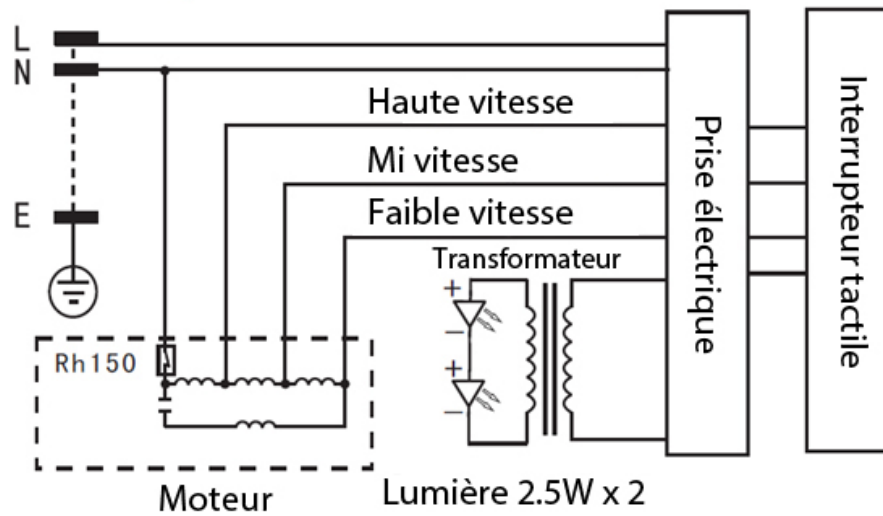 L
N
Haute vitesse
Mi vitesse
E
Faible vitesse
Transformateur
Prise électrique
Interrupteur tactile
+
−
+
−
Rh150
Moteur
Lumière 2.5W x 2